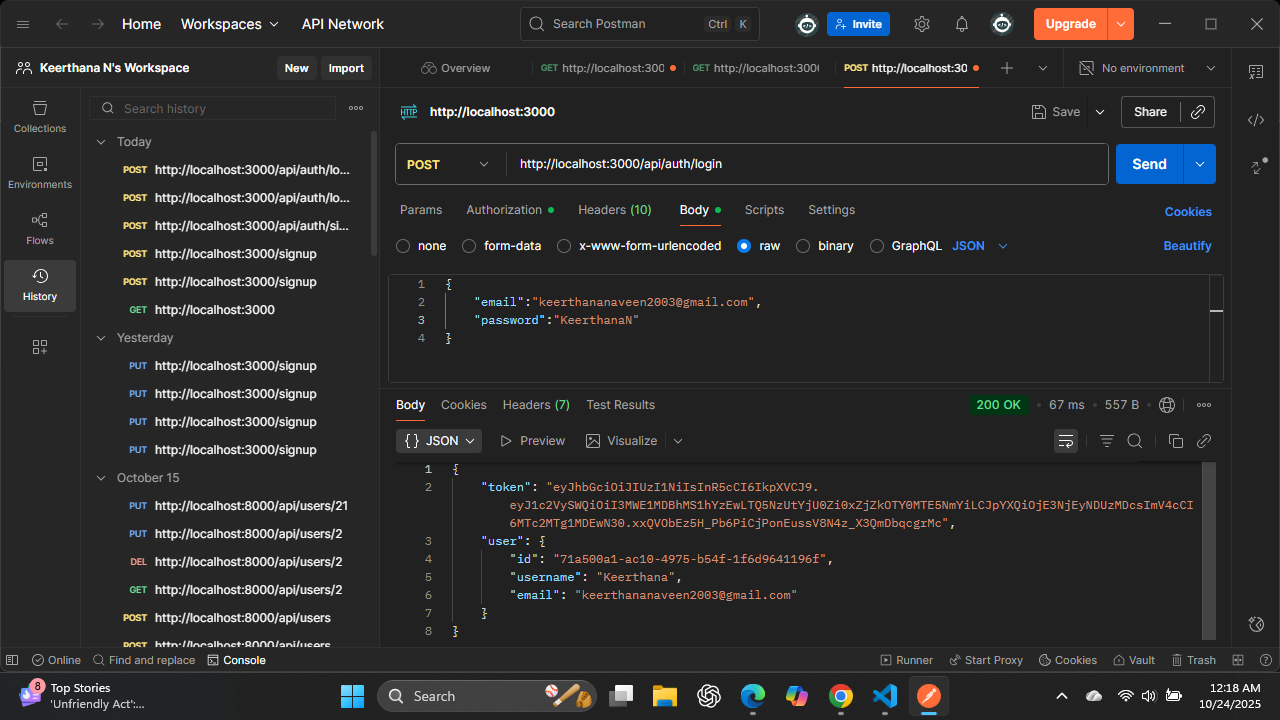 Home Workspaces API Network Search Postman Ctrl K Invite Upgrade
Keerthana N's Workspace New Import Overview GET http://localhost:300 GET http://localhost:3000 POST http://localhost:30 No environment
Search history
HTTP http://localhost:3000 Save Share
Collections
Environments
Flows
History
Today
POST http://localhost:3000/api/auth/lo...
POST http://localhost:3000/api/auth/lo...
POST http://localhost:3000/api/auth/si...
POST http://localhost:3000/signup
POST http://localhost:3000/signup
GET http://localhost:3000
Yesterday
PUT http://localhost:3000/signup
PUT http://localhost:3000/signup
PUT http://localhost:3000/signup
PUT http://localhost:3000/signup
October 15
PUT http://localhost:8000/api/users/21
PUT http://localhost:8000/api/users/2
DEL http://localhost:8000/api/users/2
GET http://localhost:8000/api/users/2
POST http://localhost:8000/api/users
POST http://localhost:8000/api/users
POST http://localhost:3000/api/auth/login Send
Params Authorization Headers (10) Body Scripts Settings Cookies
none form-data x-www-form-urlencoded raw binary GraphQL JSON Beautify
1 {
2 "email":"keerthananaveen2003@gmail.com",
3 "password":"KeerthanaN"
4 }
Body Cookies Headers (7) Test Results 200 OK 67 ms 557 B
{} JSON Preview Visualize
1 {
2 "token": "eyJhbGciOiJIUzI1NiIsInR5cCI6IkpXVCJ9.
eyJ1c2VySWQiOiI3MWE1MDBhMS1hYzEwLTQ5NzUtYjU0Zi0xZjZkOTY0MTE5NmYiLCJpYXQiOjE3NjEyNDUzMDcsImV4cCI
6MTc2MTg1MDEwN30.xxQVObEz5H_Pb6PiCjPonEussV8N4z_X3QmDbqcgrMc",
3 "user": {
4 "id": "71a500a1-ac10-4975-b54f-1f6d9641196f",
5 "username": "Keerthana",
6 "email": "keerthananaveen2003@gmail.com"
7 }
8 }
Online Find and replace Console Runner Start Proxy Cookies Vault Trash
8 Top Stories
'Unfriendly Act':...
Search
12:18 AM
10/24/2025